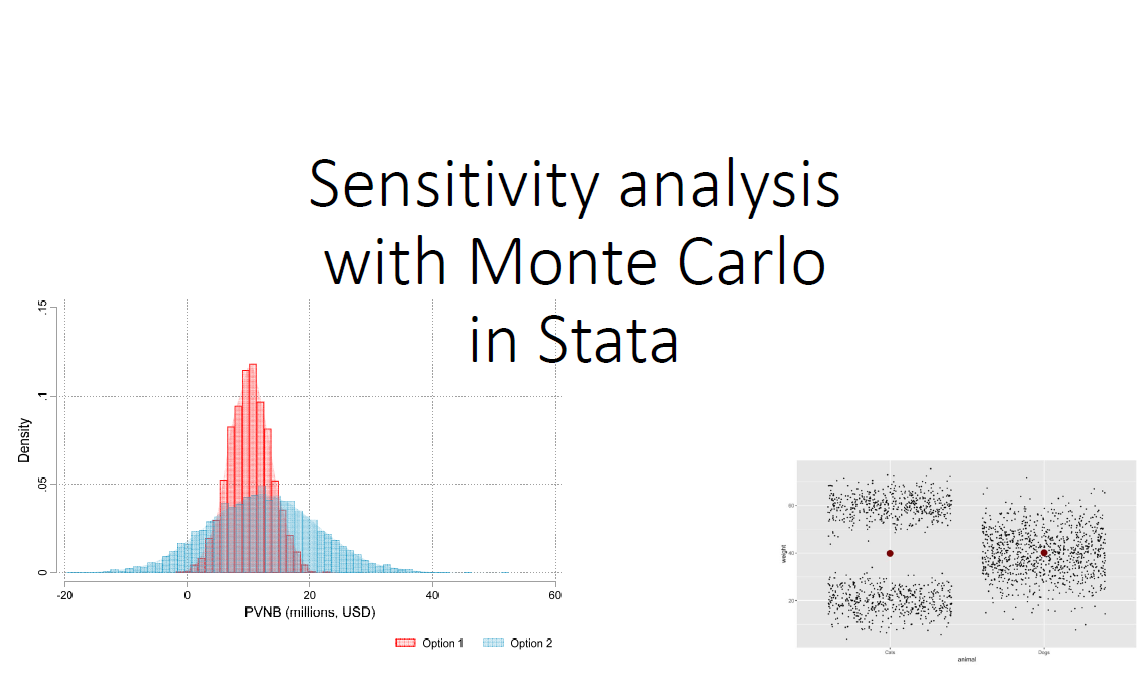 Sensitivity analysis
with Monte Carlo
in Stata
.15
.1
.05
0
Density
-20 0 20 40 60
PVNB (millions, USD)
Option 1 Option 2
60
40
20
weight
Cats Dogs
animal